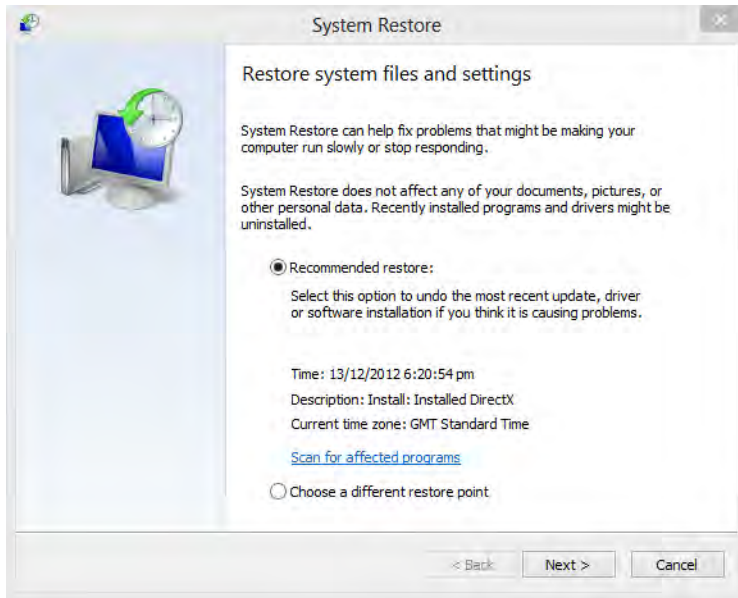 System Restore
Restore system files and settings
System Restore can help fix problems that might be making your
computer run slowly or stop responding.
System Restore does not affect any of your documents, pictures, or
other personal data. Recently installed programs and drivers might be
uninstalled.
Recommended restore:
Select this option to undo the most recent update, driver
or software installation if you think it is causing problems.
Time: 13/12/2012 6:20:54 pm
Description: Install: Installed DirectX
Current time zone: GMT Standard Time
Scan for affected programs
Choose a different restore point
< Back Next > Cancel